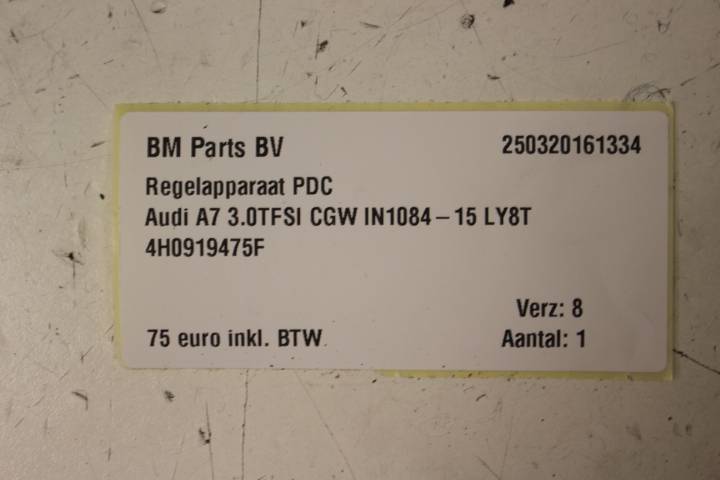 BM Parts BV 250320161334
Regelapparaat PDC
Audi A7 3.0TFSI CGW IN1084 – 15 LY8T
4H0919475F
Verz: 8
75 euro inkl. BTW Aantal: 1